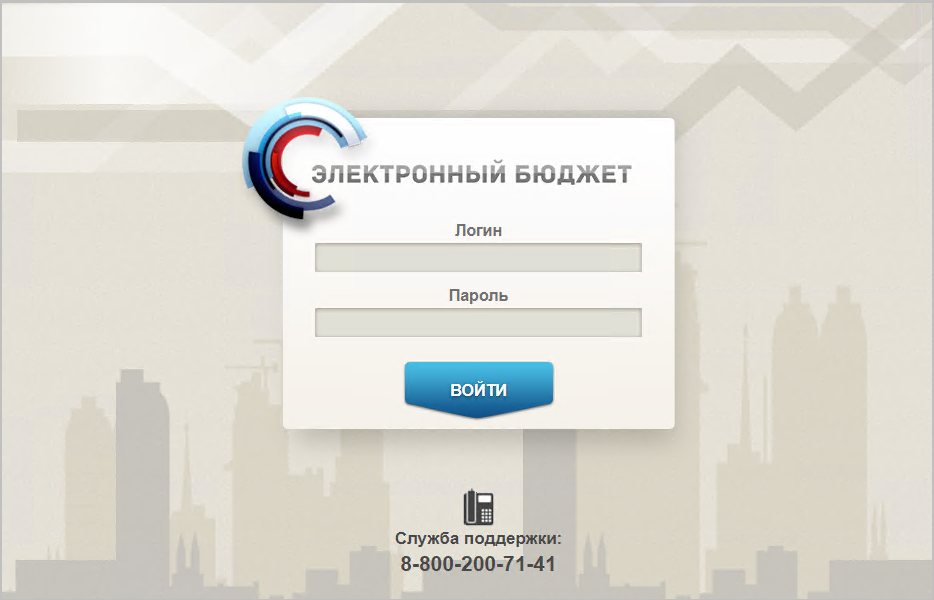 ЭЛЕКТРОННЫЙ БЮДЖЕТ
Логин
Пароль
ВОЙТИ
Служба поддержки:
8-800-200-71-41